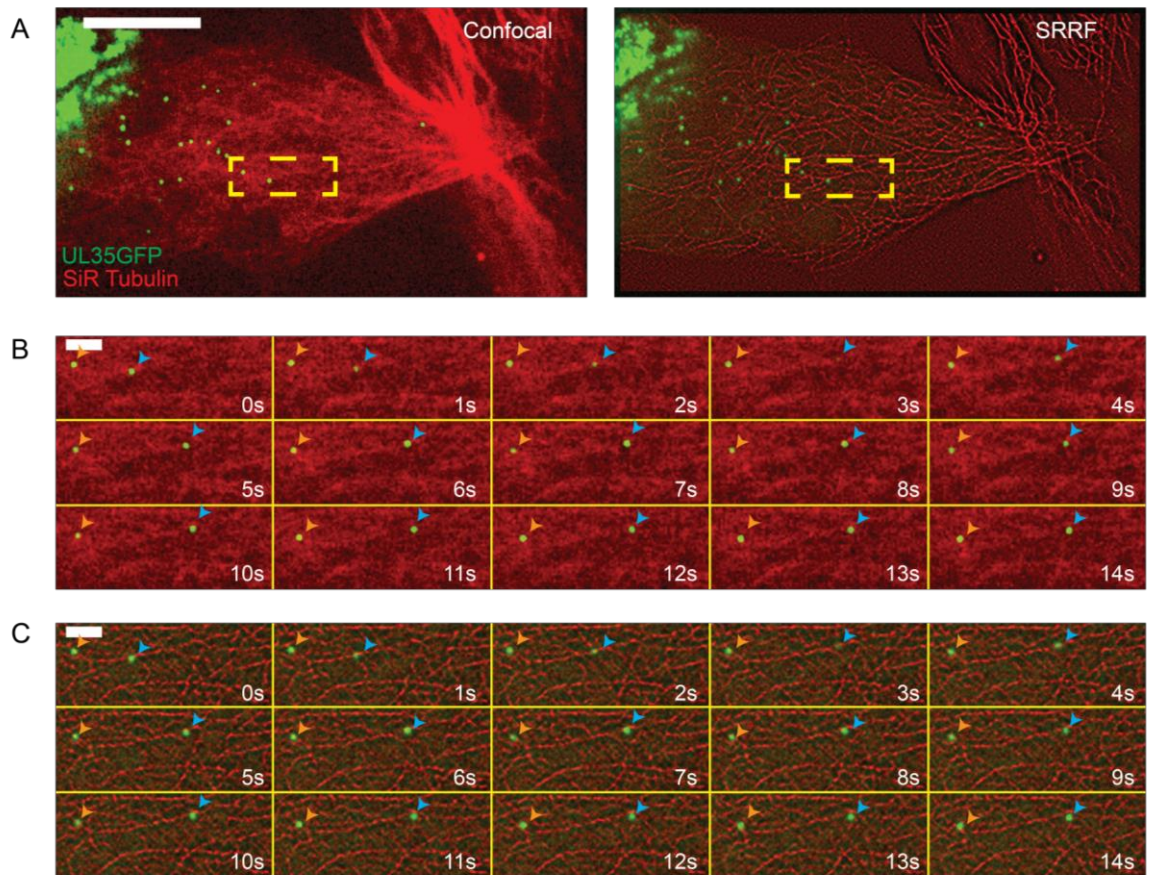 A
Confocal
SRRF
UL35GFP
SiR Tubulin
B
0s 1s 2s 3s 4s
5s 6s 7s 8s 9s
10s 11s 12s 13s 14s
C
0s 1s 2s 3s 4s
5s 6s 7s 8s 9s
10s 11s 12s 13s 14s